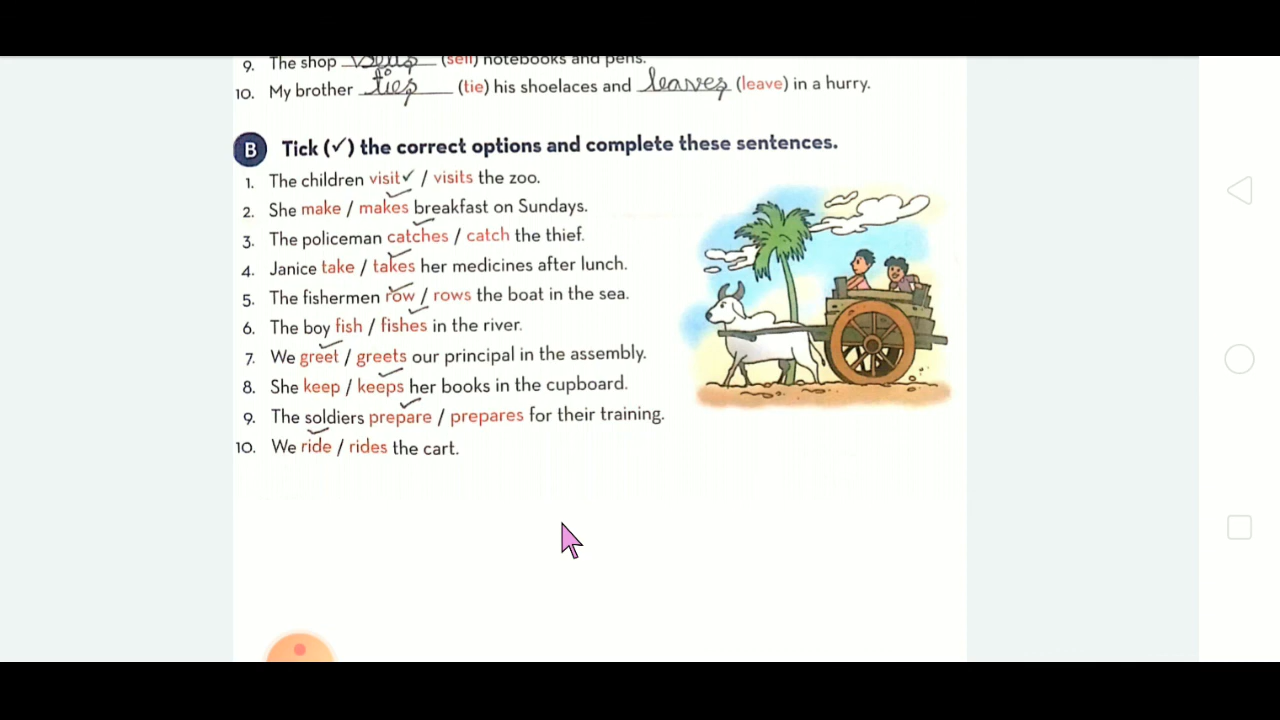 9. The shop sells (sell) notebooks and pens.
10. My brother ties (tie) his shoelaces and leaves (leave) in a hurry.
B Tick (✓) the correct options and complete these sentences.
1. The children visit✓ / visits the zoo.
2. She make / makes✓ breakfast on Sundays.
3. The policeman catches✓ / catch the thief.
4. Janice take / takes✓ her medicines after lunch.
5. The fishermen row✓ / rows the boat in the sea.
6. The boy fish / fishes✓ in the river.
7. We greet✓ / greets our principal in the assembly.
8. She keep / keeps✓ her books in the cupboard.
9. The soldiers prepare✓ / prepares for their training.
10. We ride✓ / rides the cart.